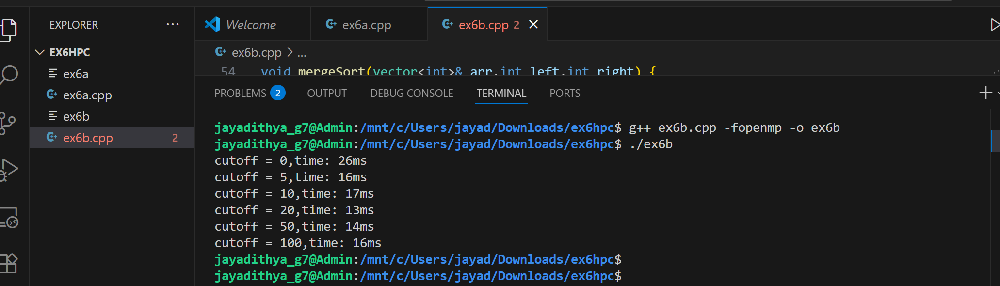 EXPLORER ...
Welcome
ex6a.cpp
ex6b.cpp 2
EX6HPC
ex6a
ex6a.cpp
ex6b
ex6b.cpp 2
ex6b.cpp > ...
54 void mergeSort(vector<int>& arr,int left,int right) {
PROBLEMS 2 OUTPUT DEBUG CONSOLE TERMINAL PORTS
jayadithya_g7@Admin:/mnt/c/Users/jayad/Downloads/ex6hpc$ g++ ex6b.cpp -fopenmp -o ex6b
jayadithya_g7@Admin:/mnt/c/Users/jayad/Downloads/ex6hpc$ ./ex6b
cutoff = 0,time: 26ms
cutoff = 5,time: 16ms
cutoff = 10,time: 17ms
cutoff = 20,time: 13ms
cutoff = 50,time: 14ms
cutoff = 100,time: 16ms
jayadithya_g7@Admin:/mnt/c/Users/jayad/Downloads/ex6hpc$
jayadithya_g7@Admin:/mnt/c/Users/jayad/Downloads/ex6hpc$